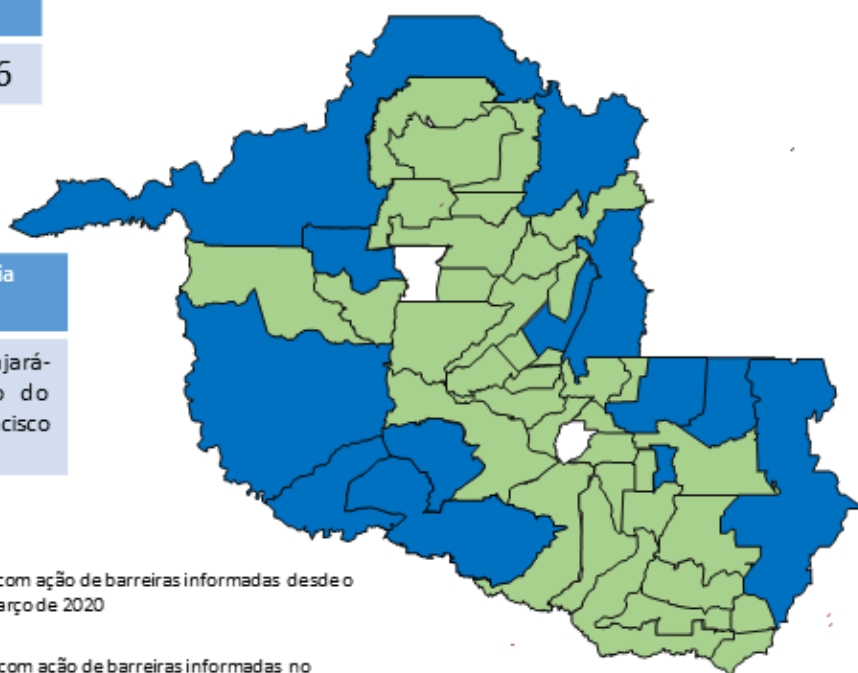 6
ia
jará-
o do
cisco
com ação de barreiras informadas desde o
arço de 2020
com ação de barreiras informadas no